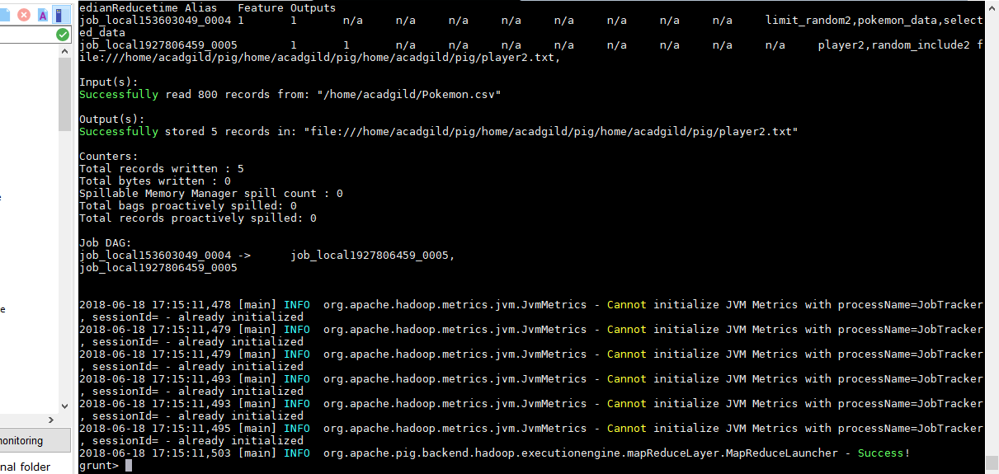 edianReducetime Alias   Feature Outputs
job_local153603049_0004 1       1       n/a     n/a     n/a     n/a     n/a     n/a     n/a     n/a     limit_random2,pokemon_data,select
ed_data
job_local1927806459_0005        1       1       n/a     n/a     n/a     n/a     n/a     n/a     n/a     n/a     player2,random_include2 f
ile:///home/acadgild/pig/home/acadgild/pig/home/acadgild/pig/player2.txt,
Input(s):
Successfully read 800 records from: "/home/acadgild/Pokemon.csv"
Output(s):
Successfully stored 5 records in: "file:///home/acadgild/pig/home/acadgild/pig/home/acadgild/pig/player2.txt"
Counters:
Total records written : 5
Total bytes written : 0
Spillable Memory Manager spill count : 0
Total bags proactively spilled: 0
Total records proactively spilled: 0
Job DAG:
job_local153603049_0004 ->      job_local1927806459_0005,
job_local1927806459_0005
2018-06-18 17:15:11,478 [main] INFO  org.apache.hadoop.metrics.jvm.JvmMetrics - Cannot initialize JVM Metrics with processName=JobTracker
, sessionId= - already initialized
2018-06-18 17:15:11,479 [main] INFO  org.apache.hadoop.metrics.jvm.JvmMetrics - Cannot initialize JVM Metrics with processName=JobTracker
, sessionId= - already initialized
2018-06-18 17:15:11,479 [main] INFO  org.apache.hadoop.metrics.jvm.JvmMetrics - Cannot initialize JVM Metrics with processName=JobTracker
, sessionId= - already initialized
2018-06-18 17:15:11,493 [main] INFO  org.apache.hadoop.metrics.jvm.JvmMetrics - Cannot initialize JVM Metrics with processName=JobTracker
, sessionId= - already initialized
2018-06-18 17:15:11,493 [main] INFO  org.apache.hadoop.metrics.jvm.JvmMetrics - Cannot initialize JVM Metrics with processName=JobTracker
, sessionId= - already initialized
2018-06-18 17:15:11,495 [main] INFO  org.apache.hadoop.metrics.jvm.JvmMetrics - Cannot initialize JVM Metrics with processName=JobTracker
, sessionId= - already initialized
2018-06-18 17:15:11,503 [main] INFO  org.apache.pig.backend.hadoop.executionengine.mapReduceLayer.MapReduceLauncher - Success!
grunt>
A
e
onitoring
nal folder